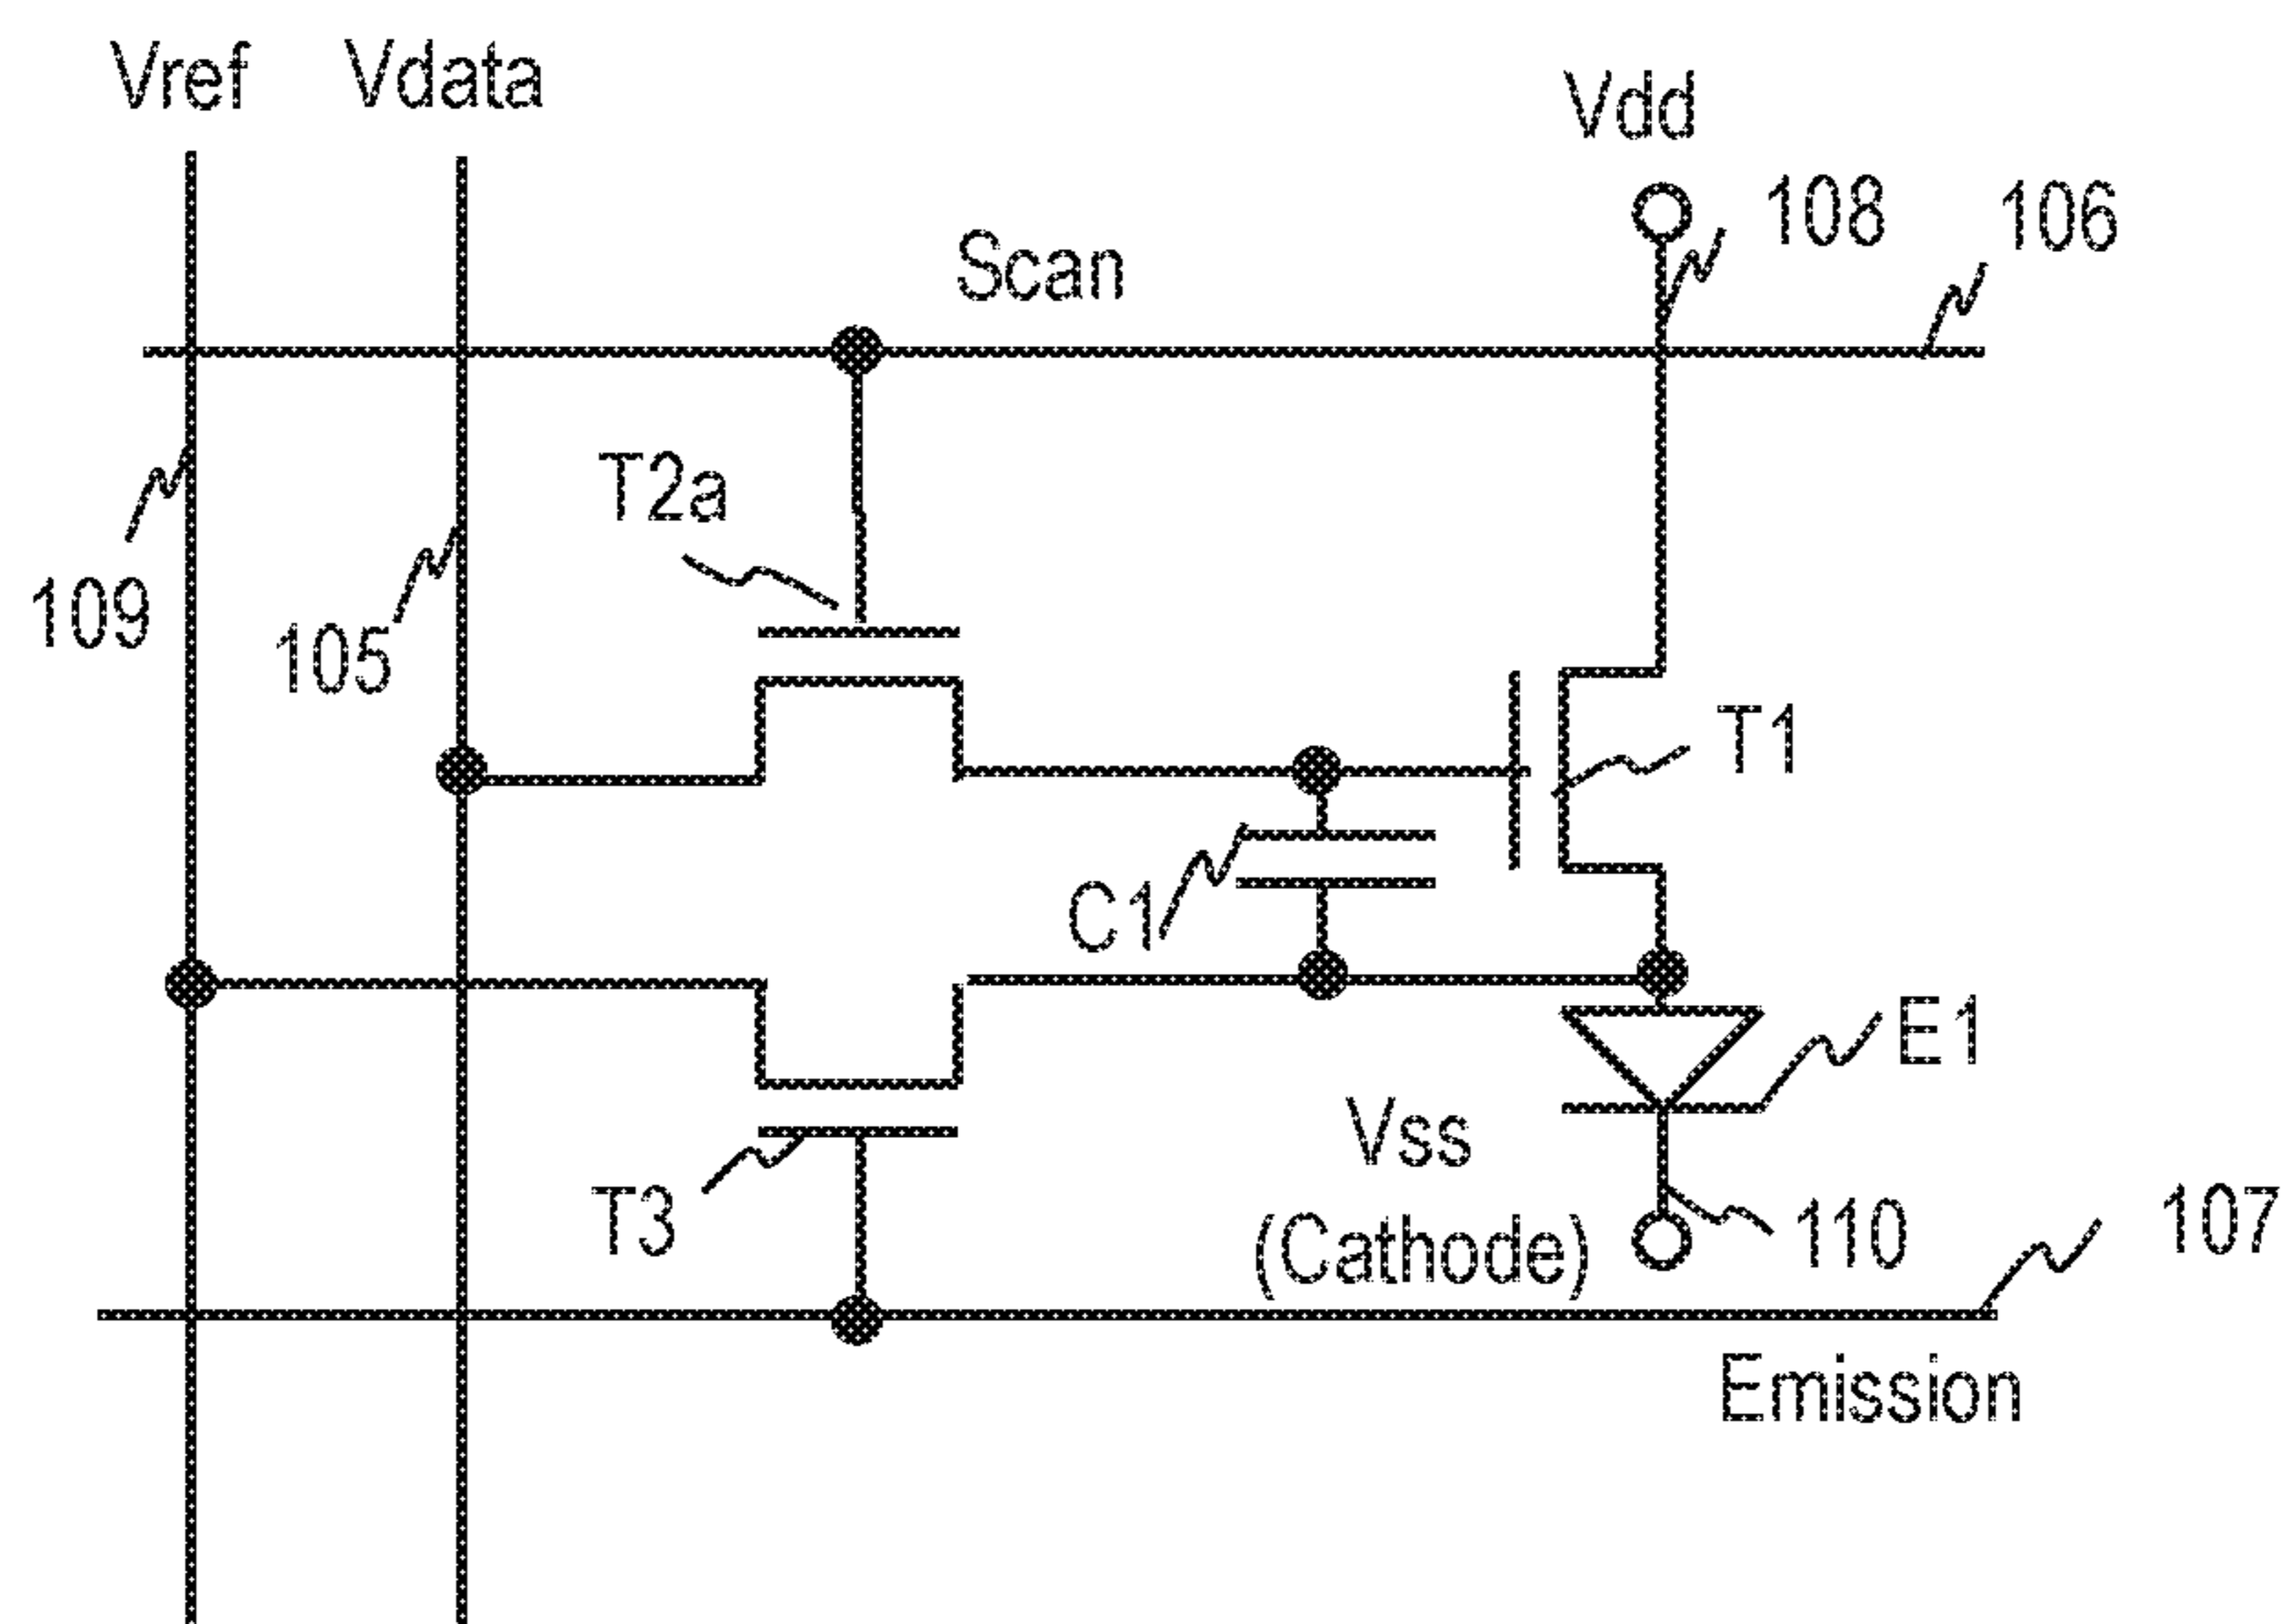 Vref Vdata
Vdd
108 106
Scan
T2a
109
105
T1
C1
E1
Vss
(Cathode)
T3
110 107
Emission